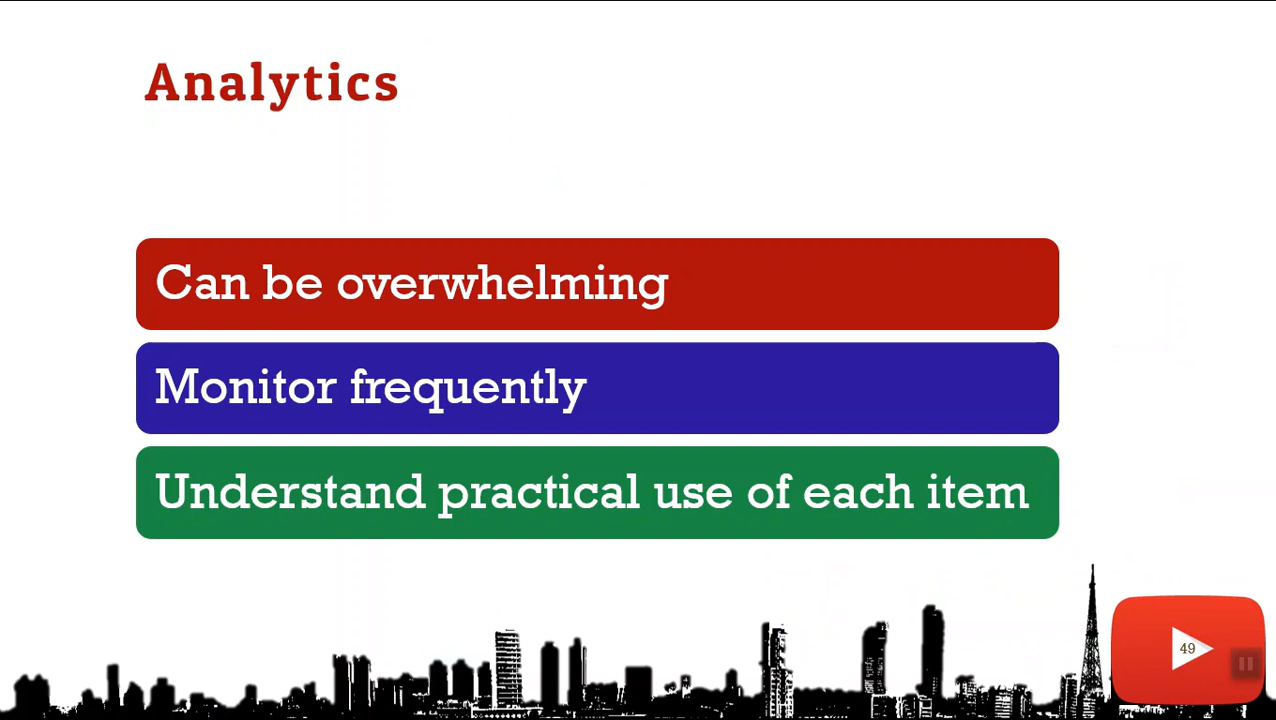 Analytics
Can be overwhelming
Monitor frequently
Understand practical use of each item
49